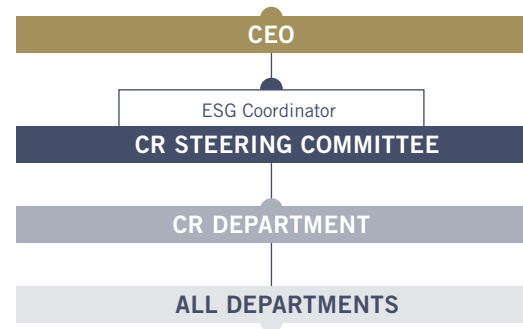 CEO
ESG Coordinator
CR STEERING COMMITTEE
CR DEPARTMENT
ALL DEPARTMENTS